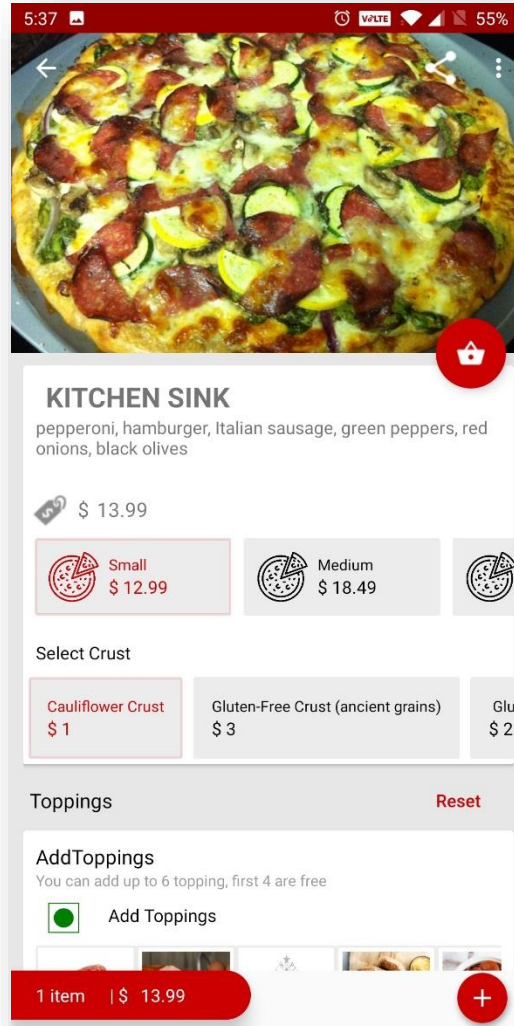 5:37 VoLTE 55%
KITCHEN SINK
pepperoni, hamburger, Italian sausage, green peppers, red
onions, black olives
$ 13.99
Small
$ 12.99
Medium
$ 18.49
Select Crust
Cauliflower Crust
$ 1
Gluten-Free Crust (ancient grains)
$ 3
Glu
$ 2
Toppings Reset
AddToppings
You can add up to 6 topping, first 4 are free
Add Toppings
1 item | $ 13.99